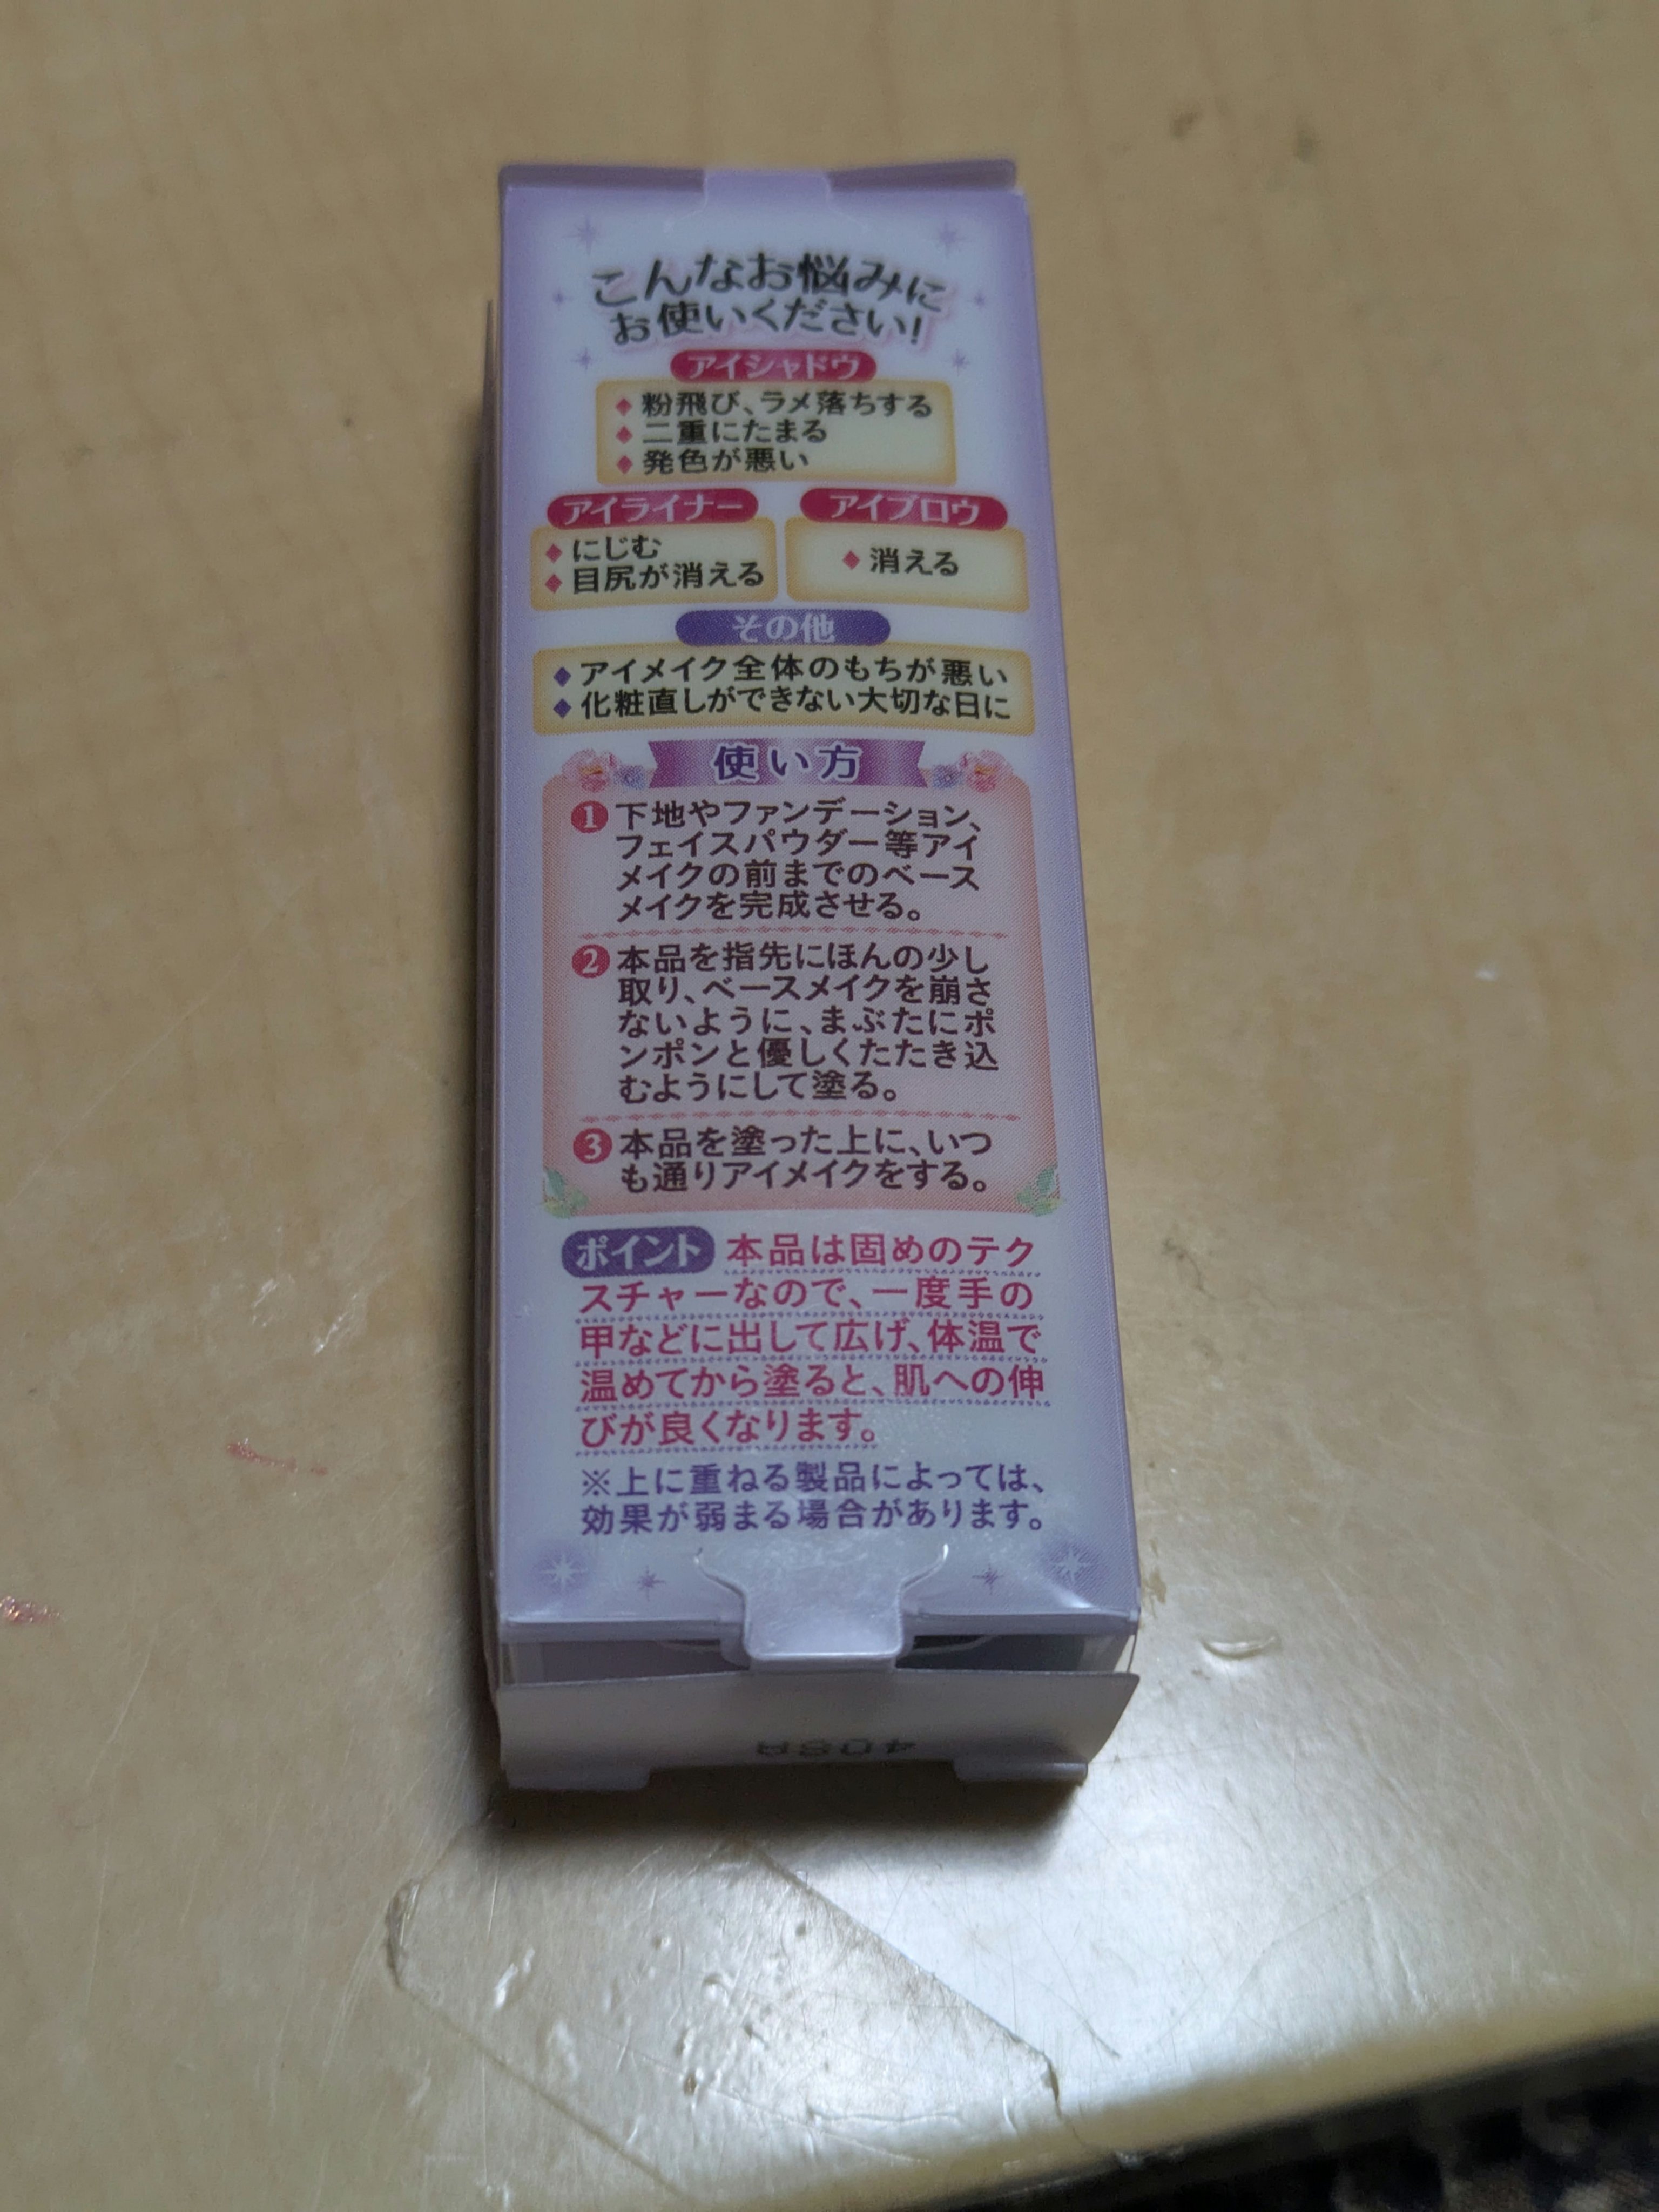 こんなお悩みに
お使いください!
アイシャドウ
◆粉飛び、ラメ落ちする
◆二重にたまる
◆発色が悪い
アイライナー
◆にじむ
◆目尻が消える
アイブロウ
◆消える
その他
◆アイメイク全体のもちが悪い
◆化粧直しができない大切な日に
使い方
1 下地やファンデーション、
フェイスパウダー等アイ
メイクの前までのベース
メイクを完成させる。
2 本品を指先にほんの少し
取り、ベースメイクを崩さ
ないように、まぶたにポ
ンポンと優しくたたき込
むようにして塗る。
3 本品を塗った上に、いつ
も通りアイメイクをする。
ポイント 本品は固めのテク
スチャーなので、一度手の
甲などに出して広げ、体温で
温めてから塗ると、肌への伸
びが良くなります。
※上に重ねる製品によっては、
効果が弱まる場合があります。